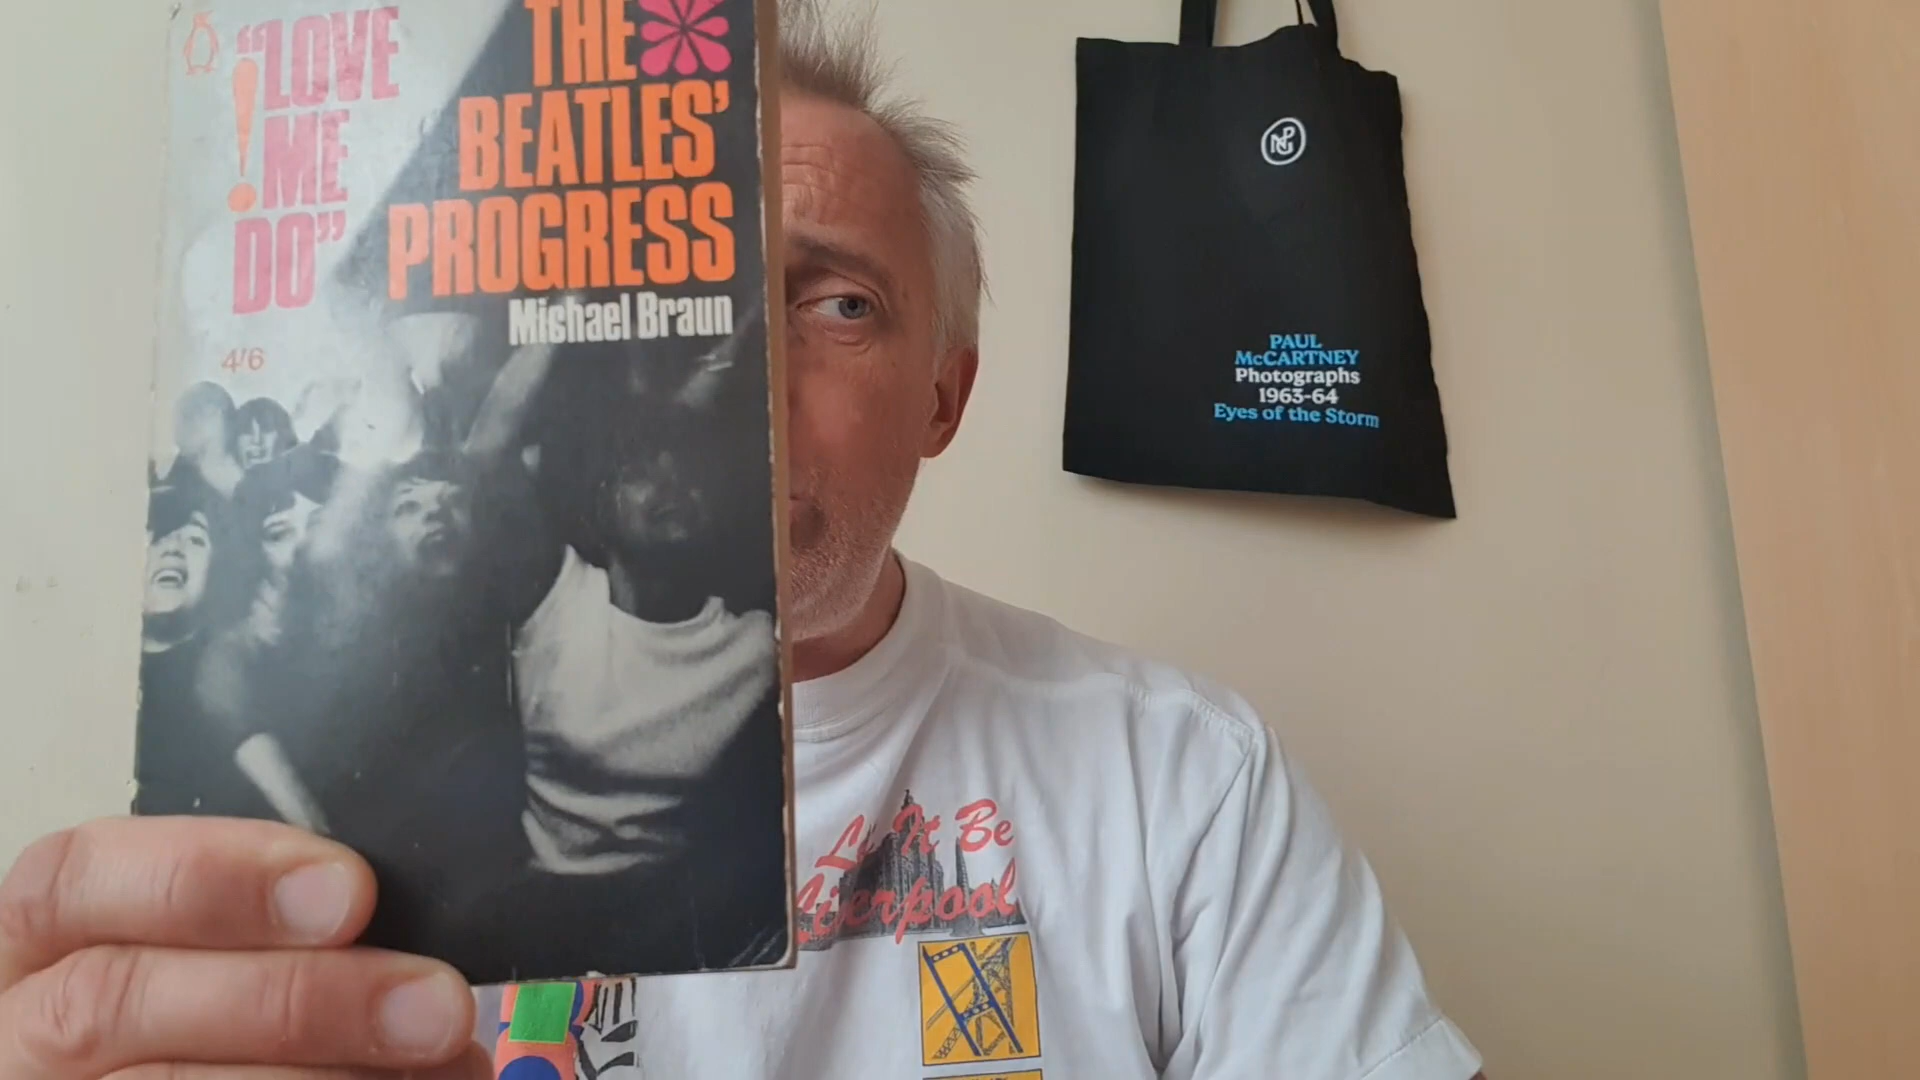 “LOVE
ME
DO”
!
THE
BEATLES’
PROGRESS
Michael Braun
4/6
NPG
PAUL
McCARTNEY
Photographs
1963-64
Eyes of the Storm
Let It Be
Liverpool